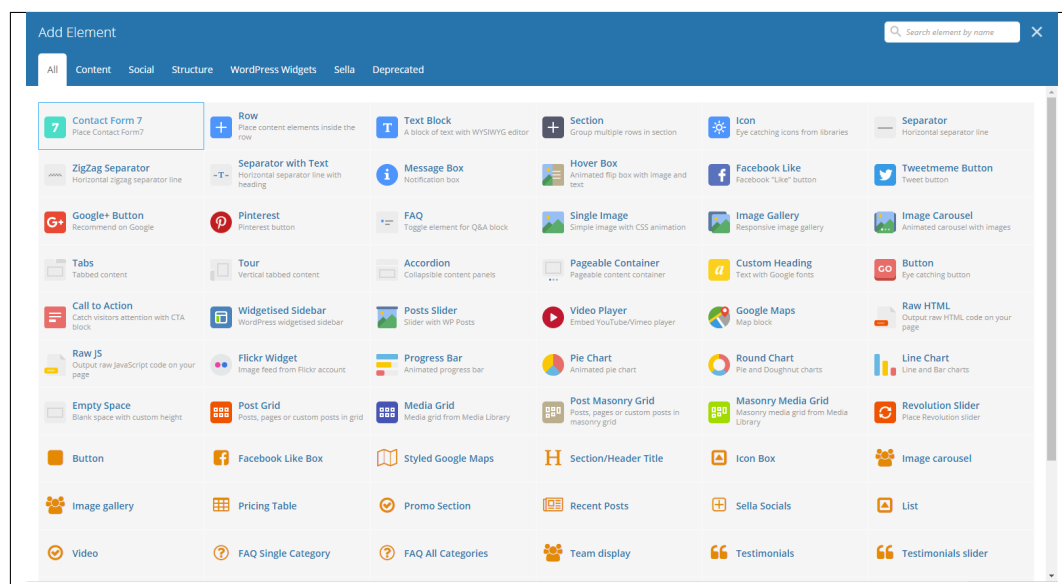 Add Element
Search element by name
All Content Social Structure WordPress Widgets Sella Deprecated
7
Contact Form 7
Place Contact Form7
Row
Place content elements inside the
row
T
Text Block
A block of text with WYSIWYG editor
Section
Group multiple rows in section
Icon
Eye catching icons from libraries
Separator
Horizontal separator line
ZigZag Separator
Horizontal zigzag separator line
-T-
Separator with Text
Horizontal separator line with
heading
i
Message Box
Notification box
Hover Box
Animated flip box with image and
text
f
Facebook Like
Facebook "Like" button
Tweetmeme Button
Tweet button
G+
Google+ Button
Recommend on Google
Pinterest
Pinterest button
FAQ
Toggle element for Q&A block
Single Image
Simple image with CSS animation
Image Gallery
Responsive image gallery
Image Carousel
Animated carousel with images
Tabs
Tabbed content
Tour
Vertical tabbed content
Accordion
Collapsible content panels
Pageable Container
Pageable content container
a
Custom Heading
Text with Google fonts
GO
Button
Eye catching button
Call to Action
Catch visitors attention with CTA
block
Widgetised Sidebar
WordPress widgetised sidebar
Posts Slider
Slider with WP Posts
Video Player
Embed YouTube/Vimeo player
Google Maps
Map block
Raw HTML
Output raw HTML code on your
page
Raw JS
Output raw JavaScript code on your
page
Flickr Widget
Image feed from Flickr account
Progress Bar
Animated progress bar
Pie Chart
Animated pie chart
Round Chart
Pie and Doughnut charts
Line Chart
Line and Bar charts
Empty Space
Blank space with custom height
Post Grid
Posts, pages or custom posts in grid
Media Grid
Media grid from Media Library
Post Masonry Grid
Posts, pages or custom posts in
masonry grid
Masonry Media Grid
Masonry media grid from Media
Library
Revolution Slider
Place Revolution slider
Button
f
Facebook Like Box
Styled Google Maps
H
Section/Header Title
Icon Box
Image carousel
Image gallery
Pricing Table
Promo Section
Recent Posts
Sella Socials
List
Video
?
FAQ Single Category
?
FAQ All Categories
Team display
Testimonials
Testimonials slider